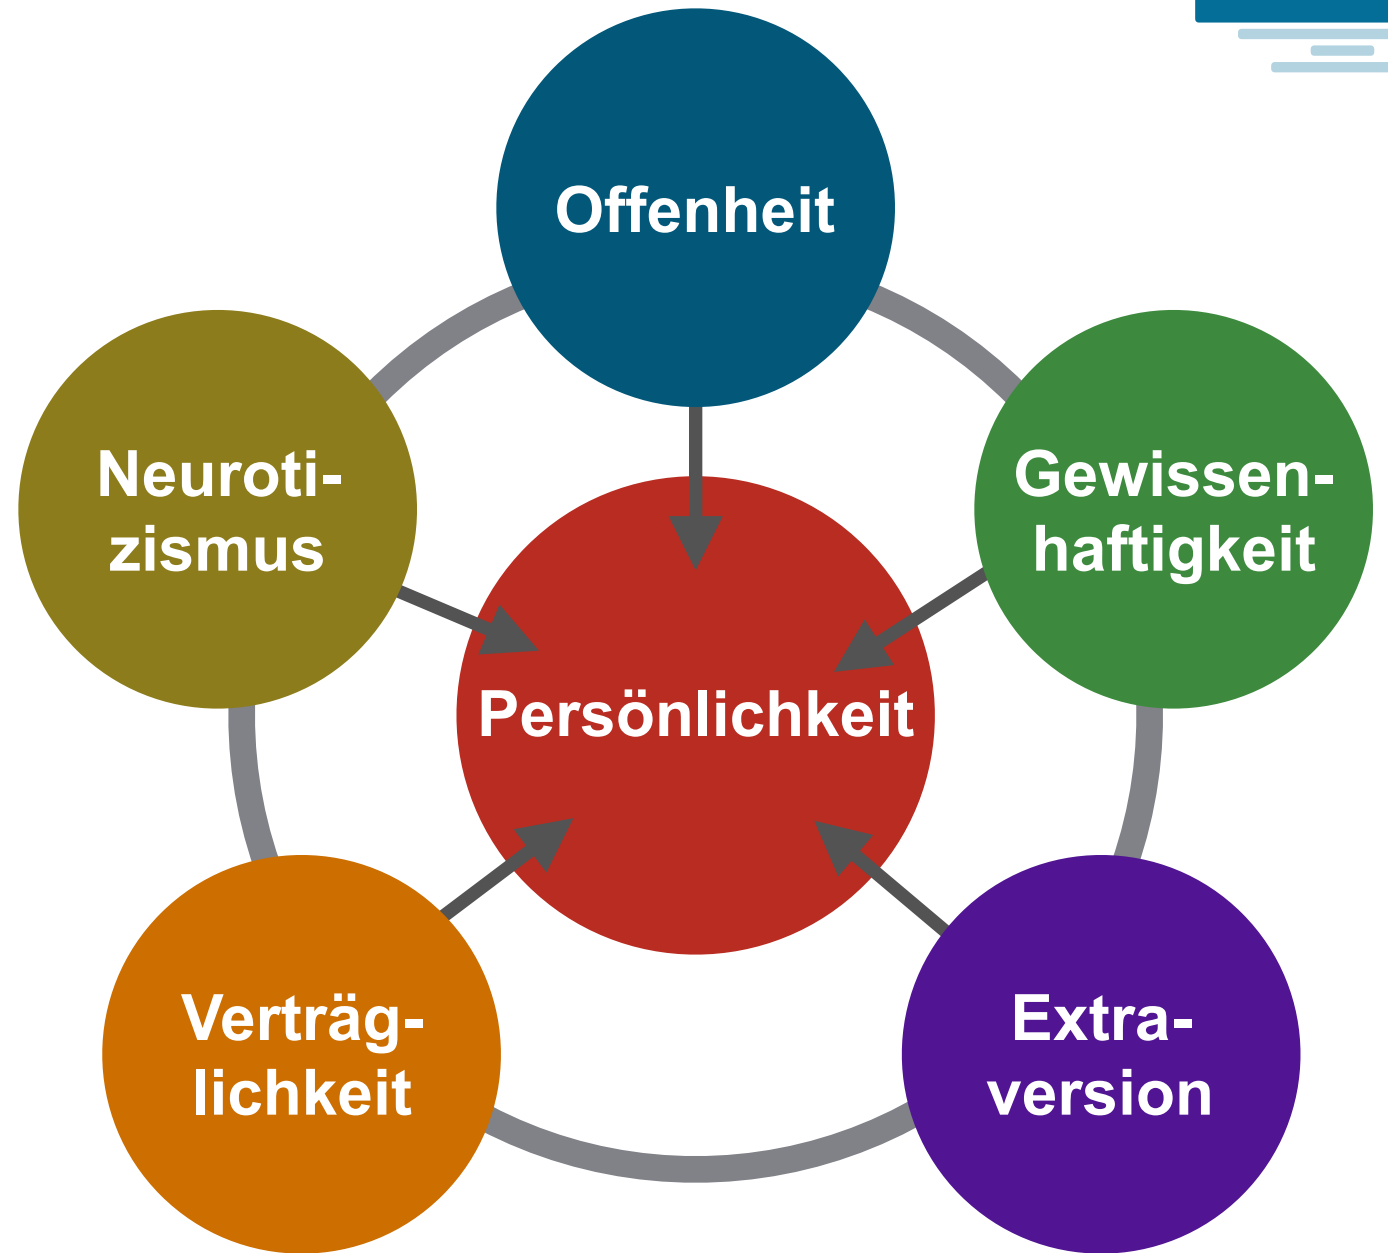 Offenheit
Neuroti-
zismus
Gewissen-
haftigkeit
Persönlichkeit
Verträg-
lichkeit
Extra-
version